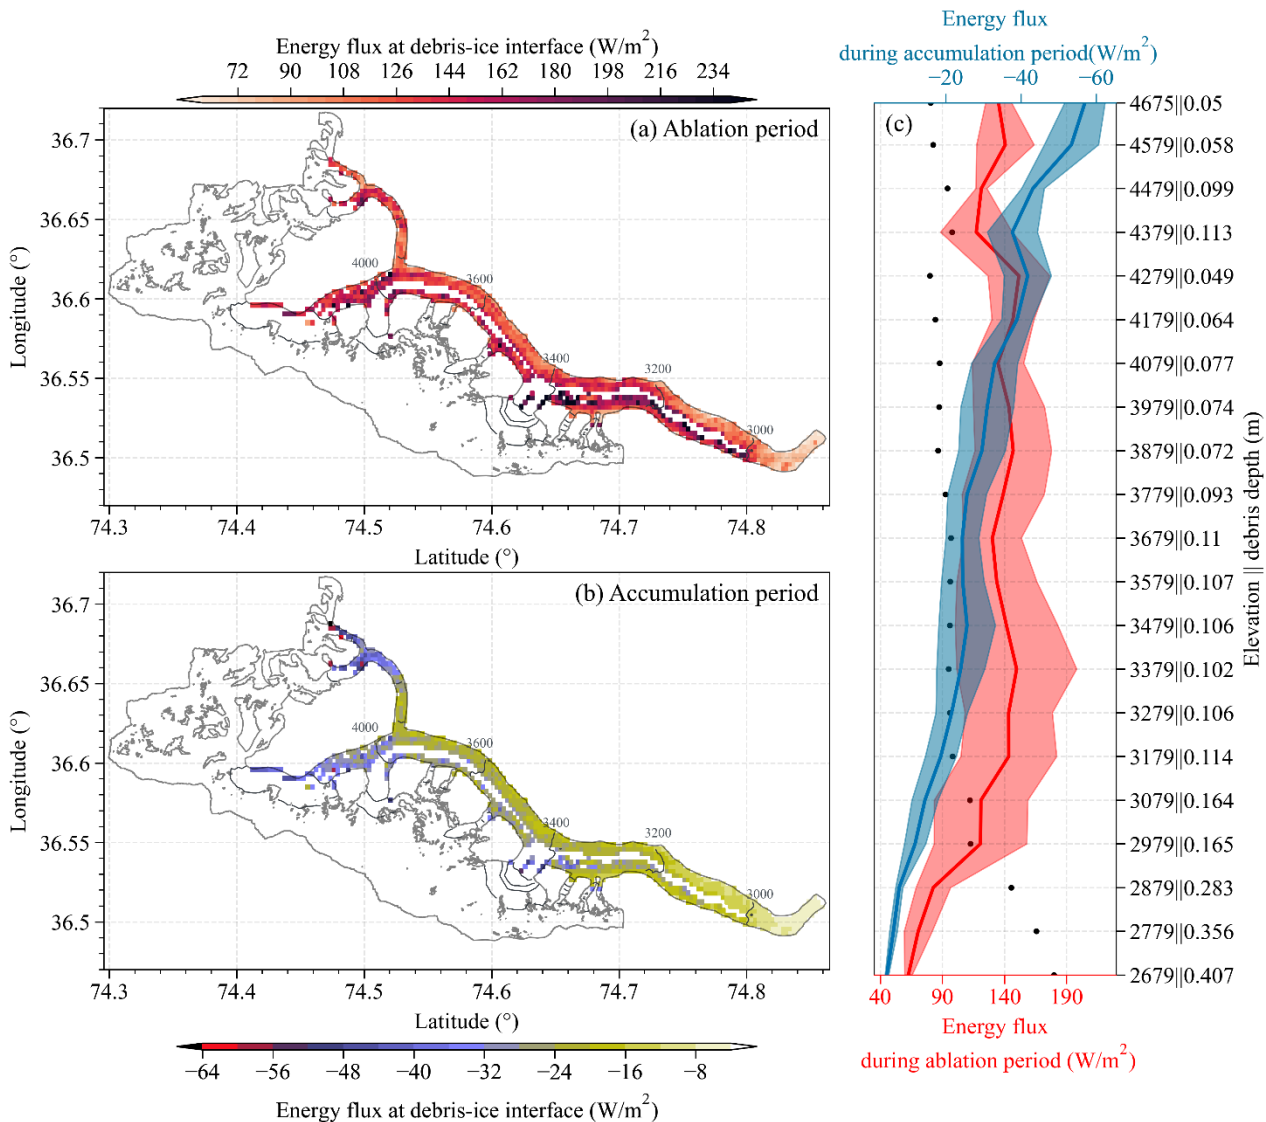 Energy flux at debris-ice interface (W/m²)
72 90 108 126 144 162 180 198 216 234
(a) Ablation period
36.7
36.65
36.6
36.55
36.5
Longitude (°)
4000
3600
3400
3200
3000
74.3 74.4 74.5 74.6 74.7 74.8
Latitude (°)
(b) Accumulation period
36.7
36.65
36.6
36.55
36.5
Longitude (°)
4000
3600
3400
3200
3000
74.3 74.4 74.5 74.6 74.7 74.8
Latitude (°)
−64 −56 −48 −40 −32 −24 −16 −8
Energy flux at debris-ice interface (W/m²)
Energy flux
during accumulation period(W/m²)
−20 −40 −60
(c)
4675||0.05
4579||0.058
4479||0.099
4379||0.113
4279||0.049
4179||0.064
4079||0.077
3979||0.074
3879||0.072
3779||0.093
3679||0.11
3579||0.107
3479||0.106
3379||0.102
3279||0.106
3179||0.114
3079||0.164
2979||0.165
2879||0.283
2779||0.356
2679||0.407
Elevation || debris depth (m)
40 90 140 190
Energy flux
during ablation period (W/m²)